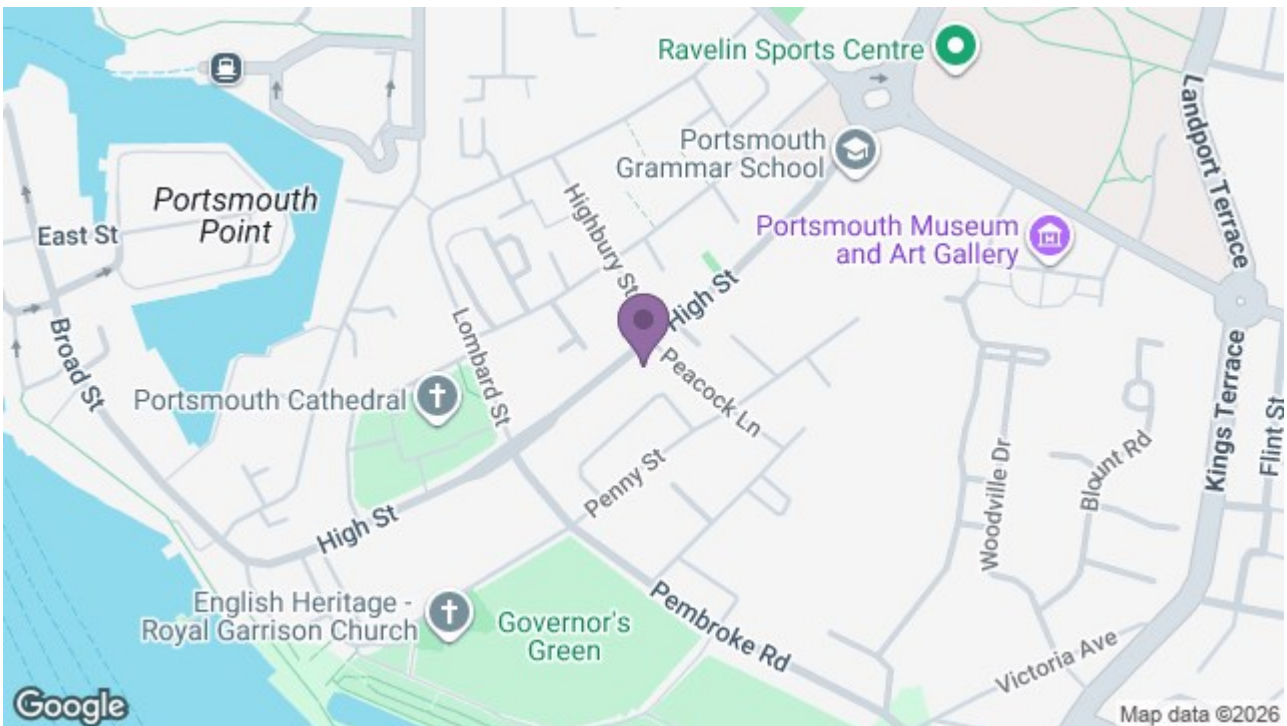 Ravelin Sports Centre
Landport Terrace
Portsmouth
Grammar School
Portsmouth
Point
East St
Highbury St
Portsmouth Museum
and Art Gallery
High St
Broad St
Lombard St
Peacock Ln
Portsmouth Cathedral
Kings Terrace
Flint St
Penny St
Woodville Dr
Blount Rd
High St
English Heritage -
Royal Garrison Church
Governor's
Green
Pembroke Rd
Victoria Ave
Google
Map data ©2026